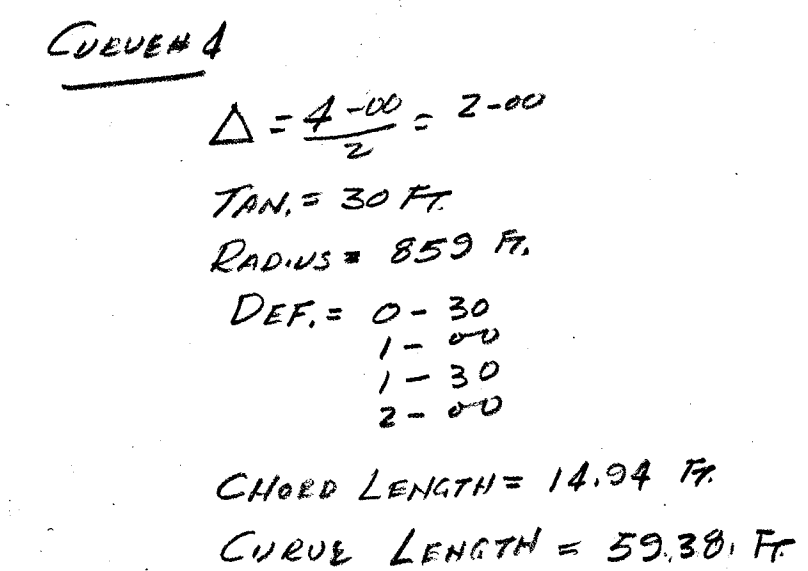 CURVE # 4
Δ = 4-00 / 2 = 2-00
TAN. = 30 FT.
RADIUS = 859 FT.
DEF. = 0 - 30
1 - 00
1 - 30
2 - 00
CHORD LENGTH = 14.94 FT.
CURVE LENGTH = 59.38. FT